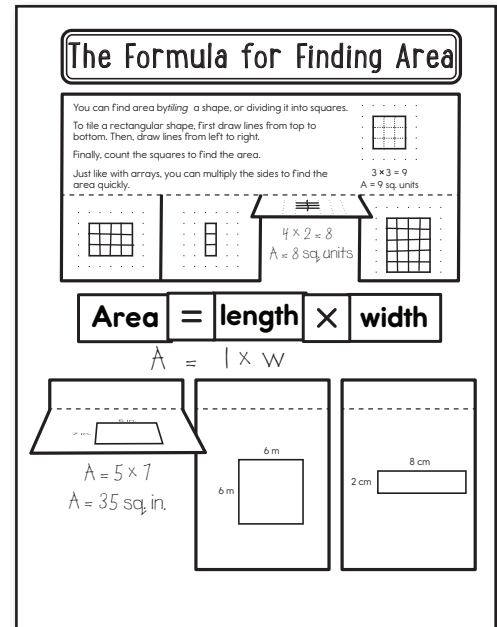 The Formula for Finding Area
You can find area by tiling a shape, or dividing it into squares.
To tile a rectangular shape, first draw lines from top to
bottom. Then, draw lines from left to right.
Finally, count the squares to find the area.
Just like with arrays, you can multiply the sides to find the
area quickly.
3 × 3 = 9
A = 9 sq. units
4 × 2 = 8
A = 8 sq. units
Area = length × width
A = l × w
A = 5 × 7
A = 35 sq. in.
6 m
6 m
8 cm
2 cm